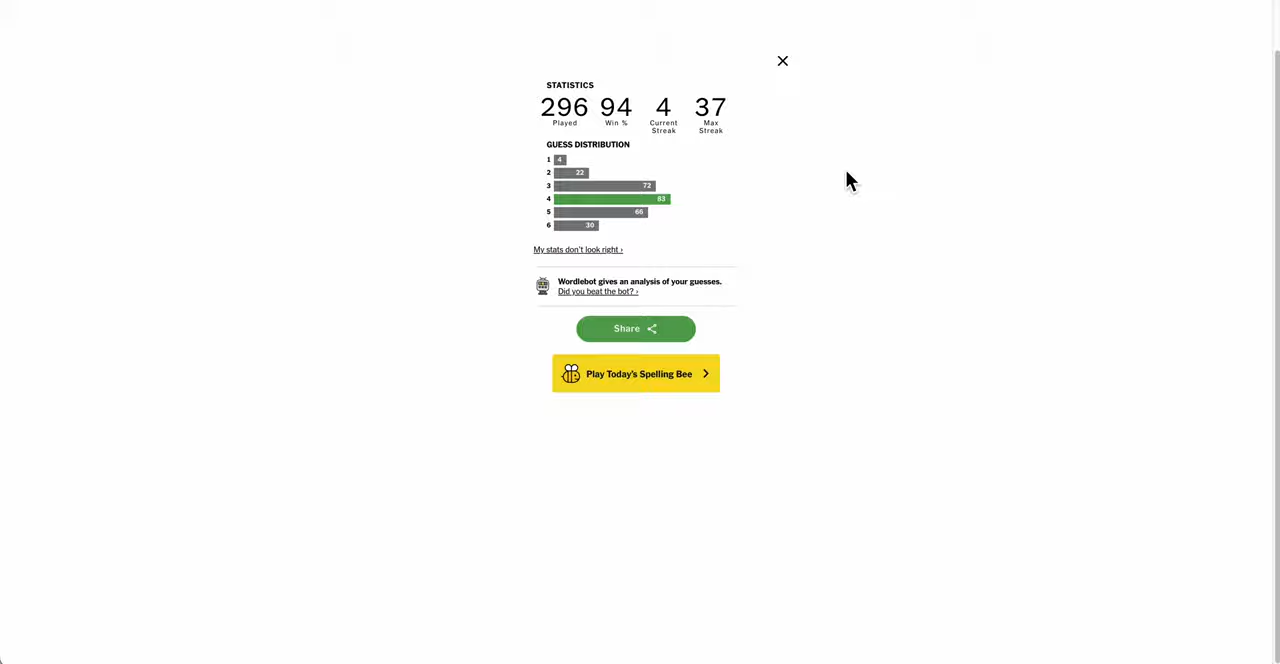 STATISTICS
296 94 4 37
Played Win % Current Streak Max Streak
GUESS DISTRIBUTION
1 4
2 22
3 72
4 83
5 66
6 30
My stats don't look right ›
Wordlebot gives an analysis of your guesses.
Did you beat the bot? ›
Share
Play Today's Spelling Bee